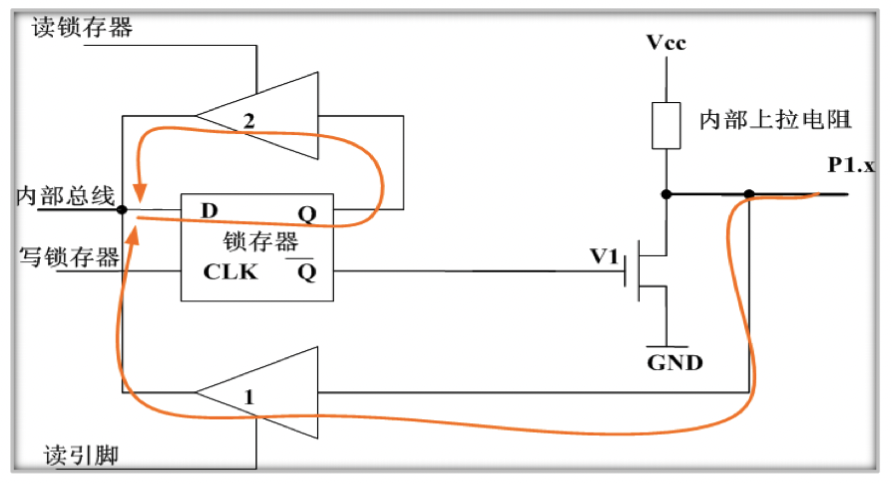 读锁存器
Vcc
2
内部上拉电阻
P1.x
内部总线
D Q
锁存器
写锁存器
CLK Q̅
V1
GND
1
读引脚